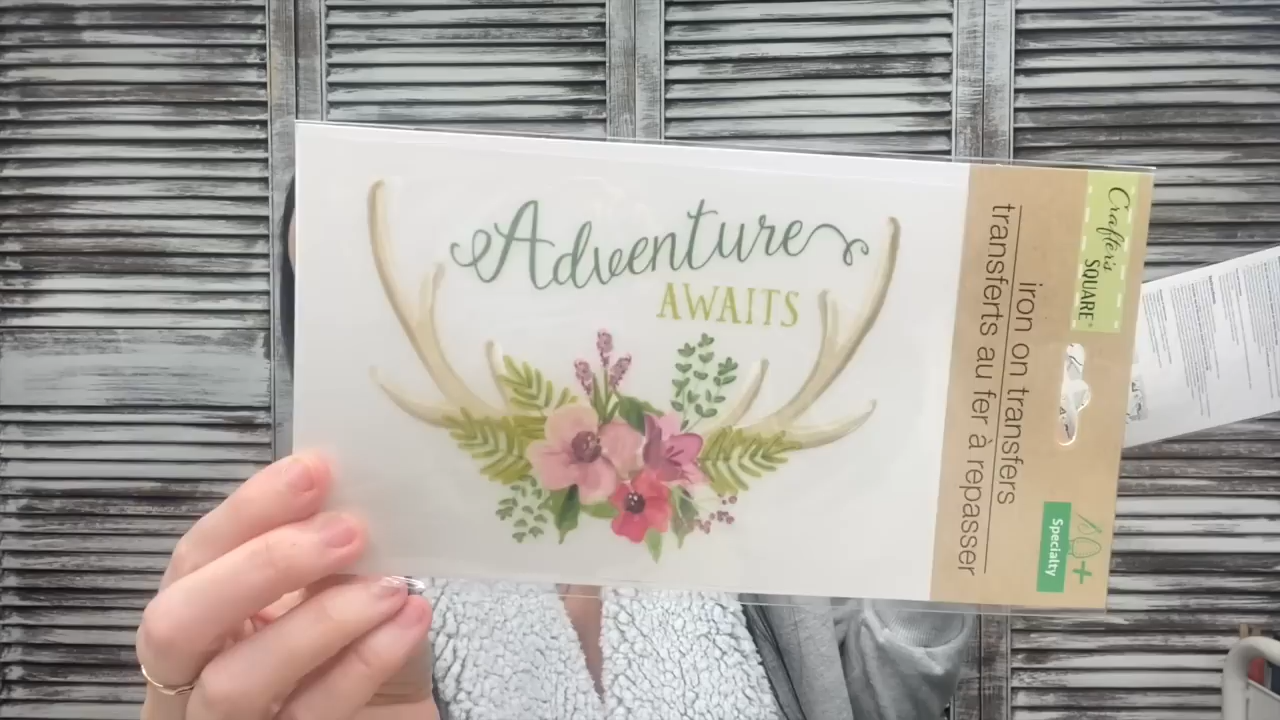 Adventure
AWAITS
Crafter's
SQUARE®
iron on transfers
transferts au fer à repasser
Specialty